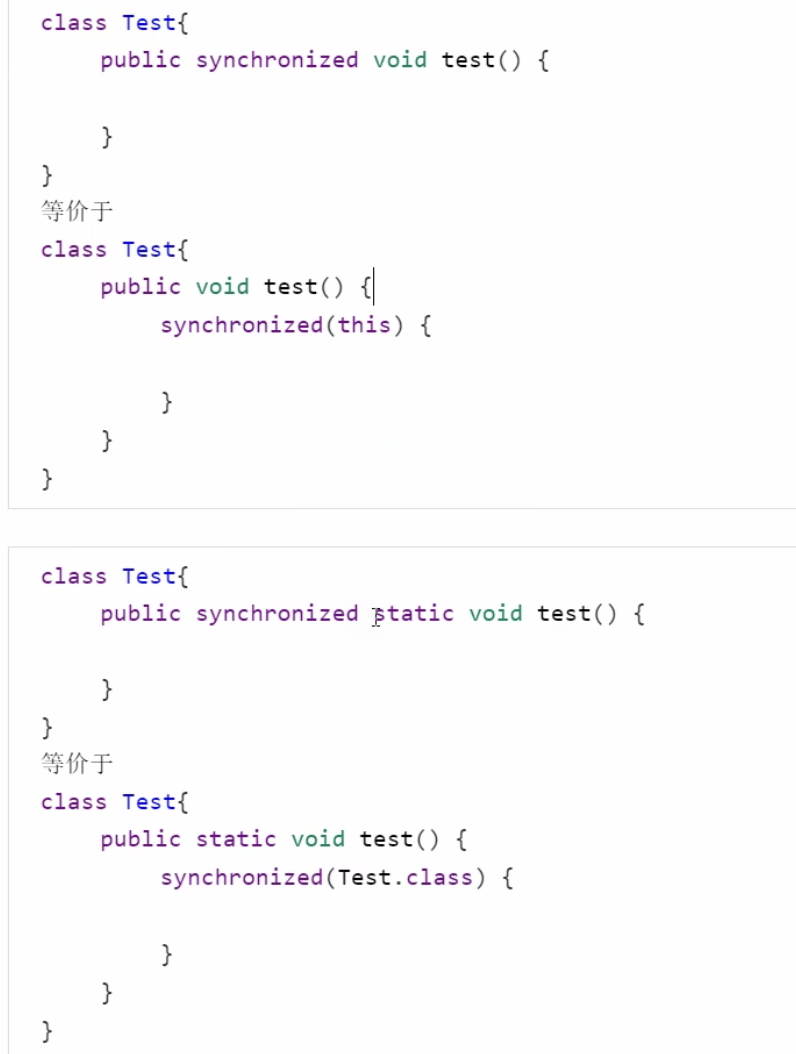 class Test{
public synchronized void test() {
}
}
等价于
class Test{
public void test() {
synchronized(this) {
}
}
}
class Test{
public synchronized static void test() {
}
}
等价于
class Test{
public static void test() {
synchronized(Test.class) {
}
}
}